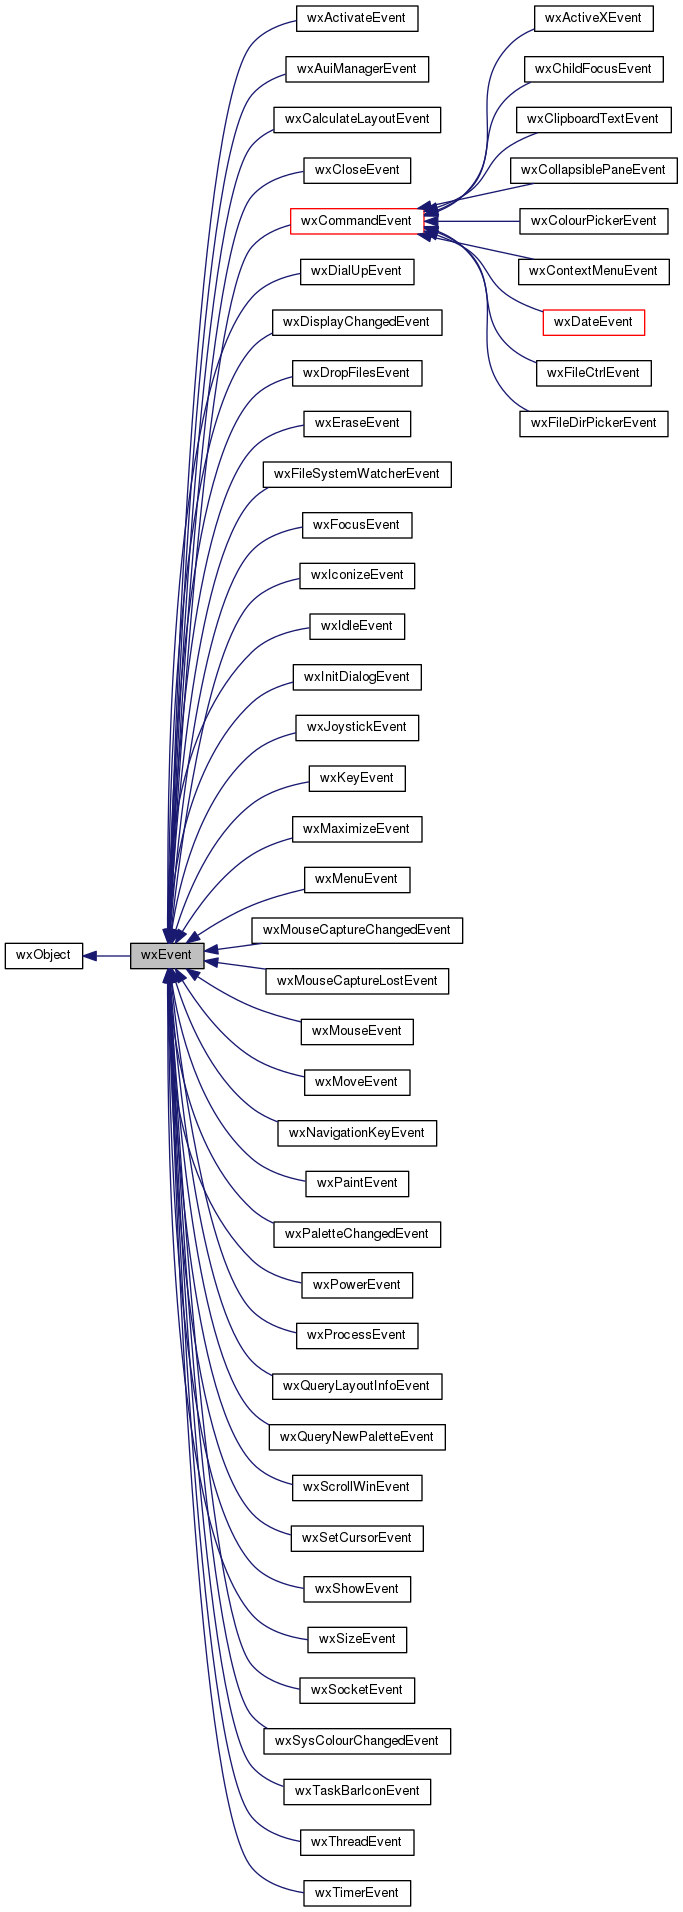 wxActivateEvent
wxActiveXEvent
wxAuiManagerEvent
wxChildFocusEvent
wxCalculateLayoutEvent
wxClipboardTextEvent
wxCloseEvent
wxCollapsiblePaneEvent
wxCommandEvent
wxColourPickerEvent
wxDialUpEvent
wxContextMenuEvent
wxDisplayChangedEvent
wxDateEvent
wxDropFilesEvent
wxFileCtrlEvent
wxEraseEvent
wxFileDirPickerEvent
wxFileSystemWatcherEvent
wxFocusEvent
wxIconizeEvent
wxIdleEvent
wxInitDialogEvent
wxJoystickEvent
wxKeyEvent
wxMaximizeEvent
wxMenuEvent
wxMouseCaptureChangedEvent
wxObject
wxEvent
wxMouseCaptureLostEvent
wxMouseEvent
wxMoveEvent
wxNavigationKeyEvent
wxPaintEvent
wxPaletteChangedEvent
wxPowerEvent
wxProcessEvent
wxQueryLayoutInfoEvent
wxQueryNewPaletteEvent
wxScrollWinEvent
wxSetCursorEvent
wxShowEvent
wxSizeEvent
wxSocketEvent
wxSysColourChangedEvent
wxTaskBarIconEvent
wxThreadEvent
wxTimerEvent